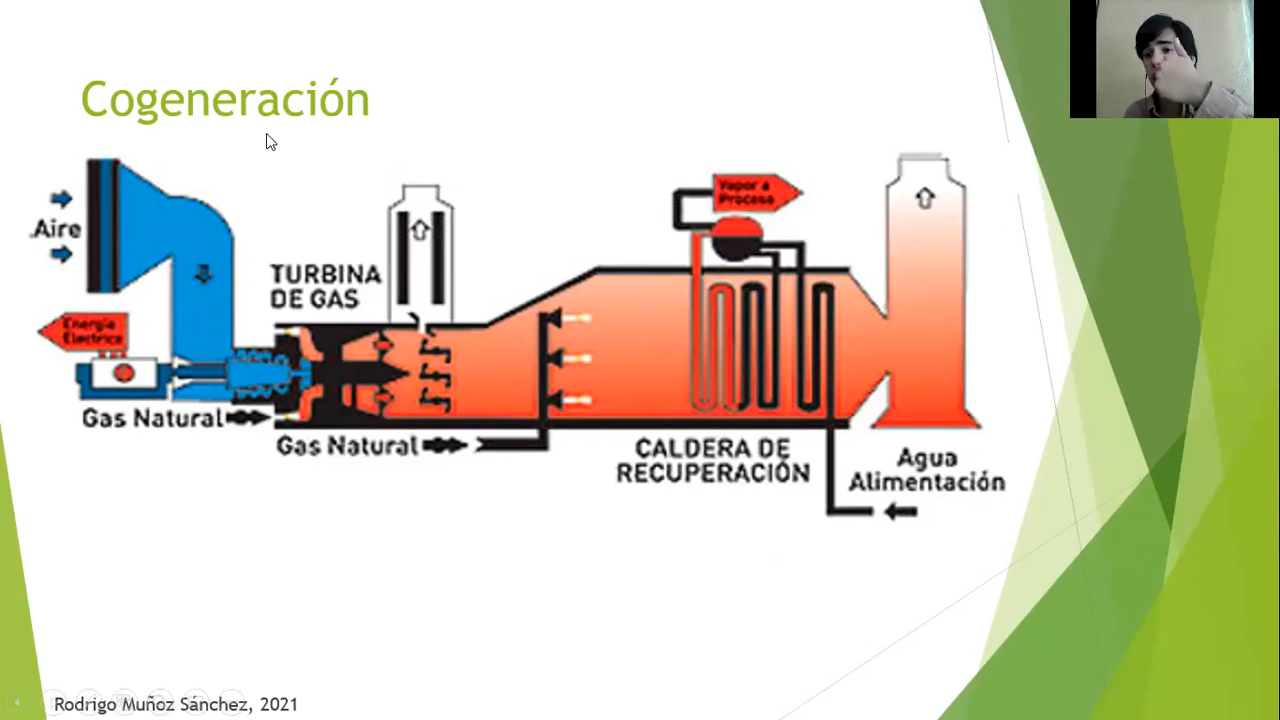 Cogeneración
Aire
TURBINA
DE GAS
Vapor a
Proceso
Energía
Electrica
Gas Natural
Gas Natural
CALDERA DE
RECUPERACIÓN
Agua
Alimentación
Rodrigo Muñoz Sánchez, 2021